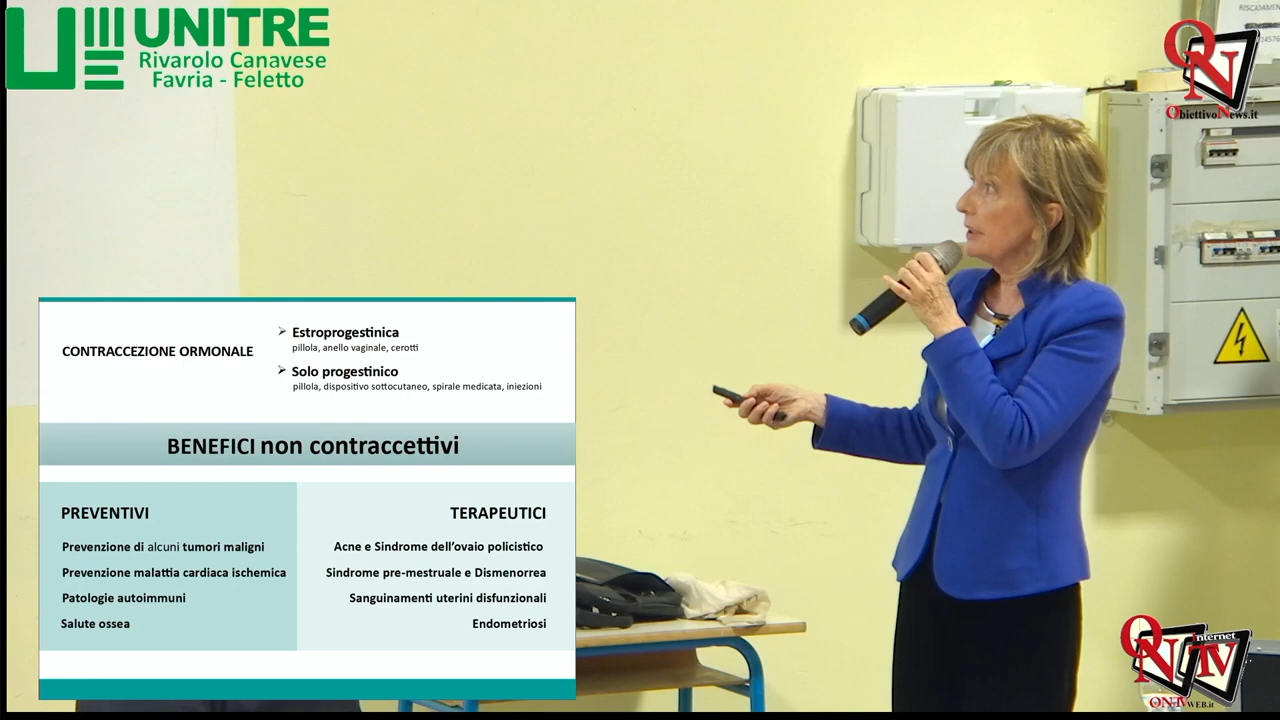 UNITRE
Rivarolo Canavese
Favria - Feletto
QN
ObiettivoNews.it
CONTRACCEZIONE ORMONALE
Estroprogestinica
pillola, anello vaginale, cerotti
Solo progestinico
pillola, dispositivo sottocutaneo, spirale medicata, iniezioni
BENEFICI non contraccettivi
PREVENTIVI
Prevenzione di alcuni tumori maligni
Prevenzione malattia cardiaca ischemica
Patologie autoimmuni
Salute ossea
TERAPEUTICI
Acne e Sindrome dell'ovaio policistico
Sindrome pre-mestruale e Dismenorrea
Sanguinamenti uterini disfunzionali
Endometriosi
internet
QN TV
ONTVWEB.it